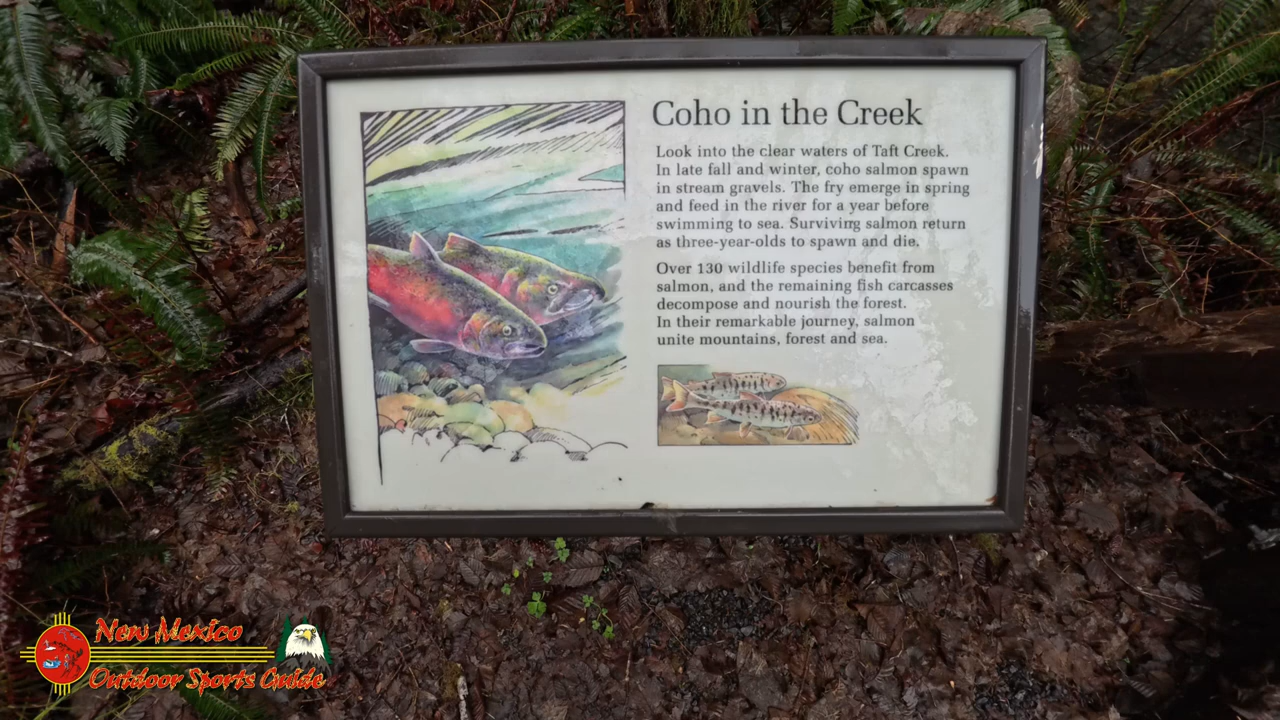 Coho in the Creek
Look into the clear waters of Taft Creek.
In late fall and winter, coho salmon spawn
in stream gravels. The fry emerge in spring
and feed in the river for a year before
swimming to sea. Surviving salmon return
as three-year-olds to spawn and die.
Over 130 wildlife species benefit from
salmon, and the remaining fish carcasses
decompose and nourish the forest.
In their remarkable journey, salmon
unite mountains, forest and sea.
New Mexico
Outdoor Sports Guide